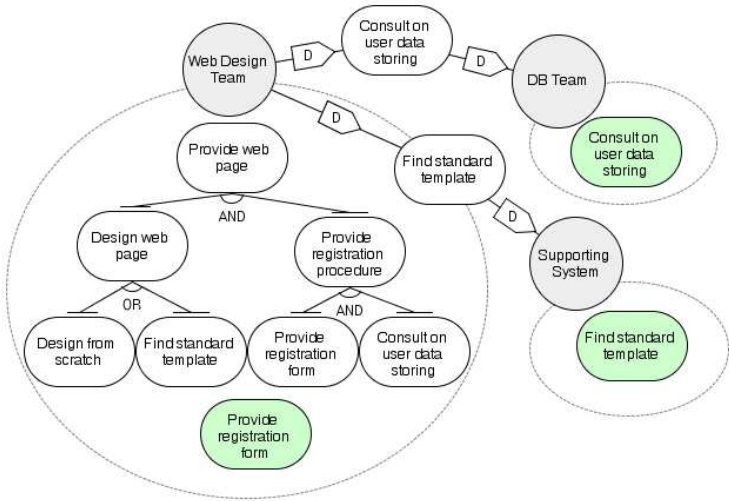 Consult on
user data
storing
D
D
Web Design
Team
DB Team
D
Consult on
user data
storing
Provide web
page
Find standard
template
AND
D
Design web
page
Provide
registration
procedure
Supporting
System
OR
AND
Design from
scratch
Find standard
template
Provide
registration
form
Consult on
user data
storing
Find standard
template
Provide
registration
form